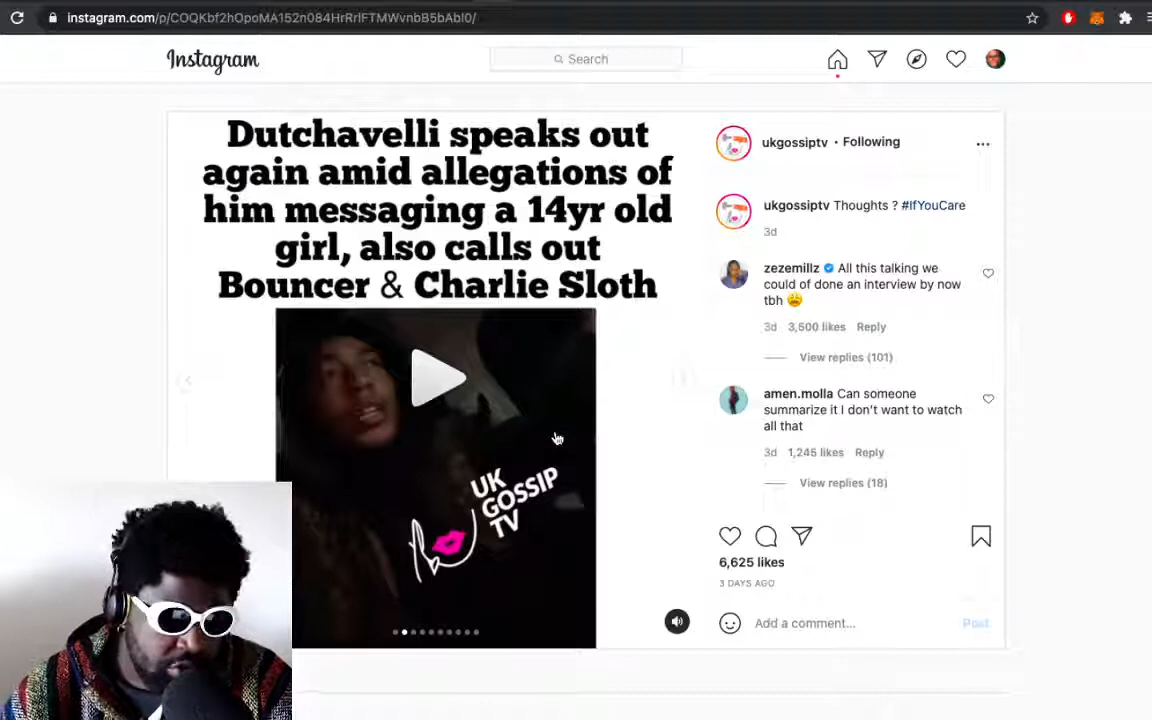 instagram.com/p/COQKbf2hOpoMA152n084HrRrIFTMWvnbB5bAbI0/
Instagram
Search
Dutchavelli speaks out
again amid allegations of
him messaging a 14yr old
girl, also calls out
Bouncer & Charlie Sloth
UK
GOSSIP
TV
ukgossiptv • Following
ukgossiptv Thoughts ? #IfYouCare
3d
zezemillz All this talking we
could of done an interview by now
tbh 😩
3d 3,500 likes Reply
View replies (101)
amen.molla Can someone
summarize it I don't want to watch
all that
3d 1,245 likes Reply
View replies (18)
6,625 likes
3 DAYS AGO
Add a comment...
Post